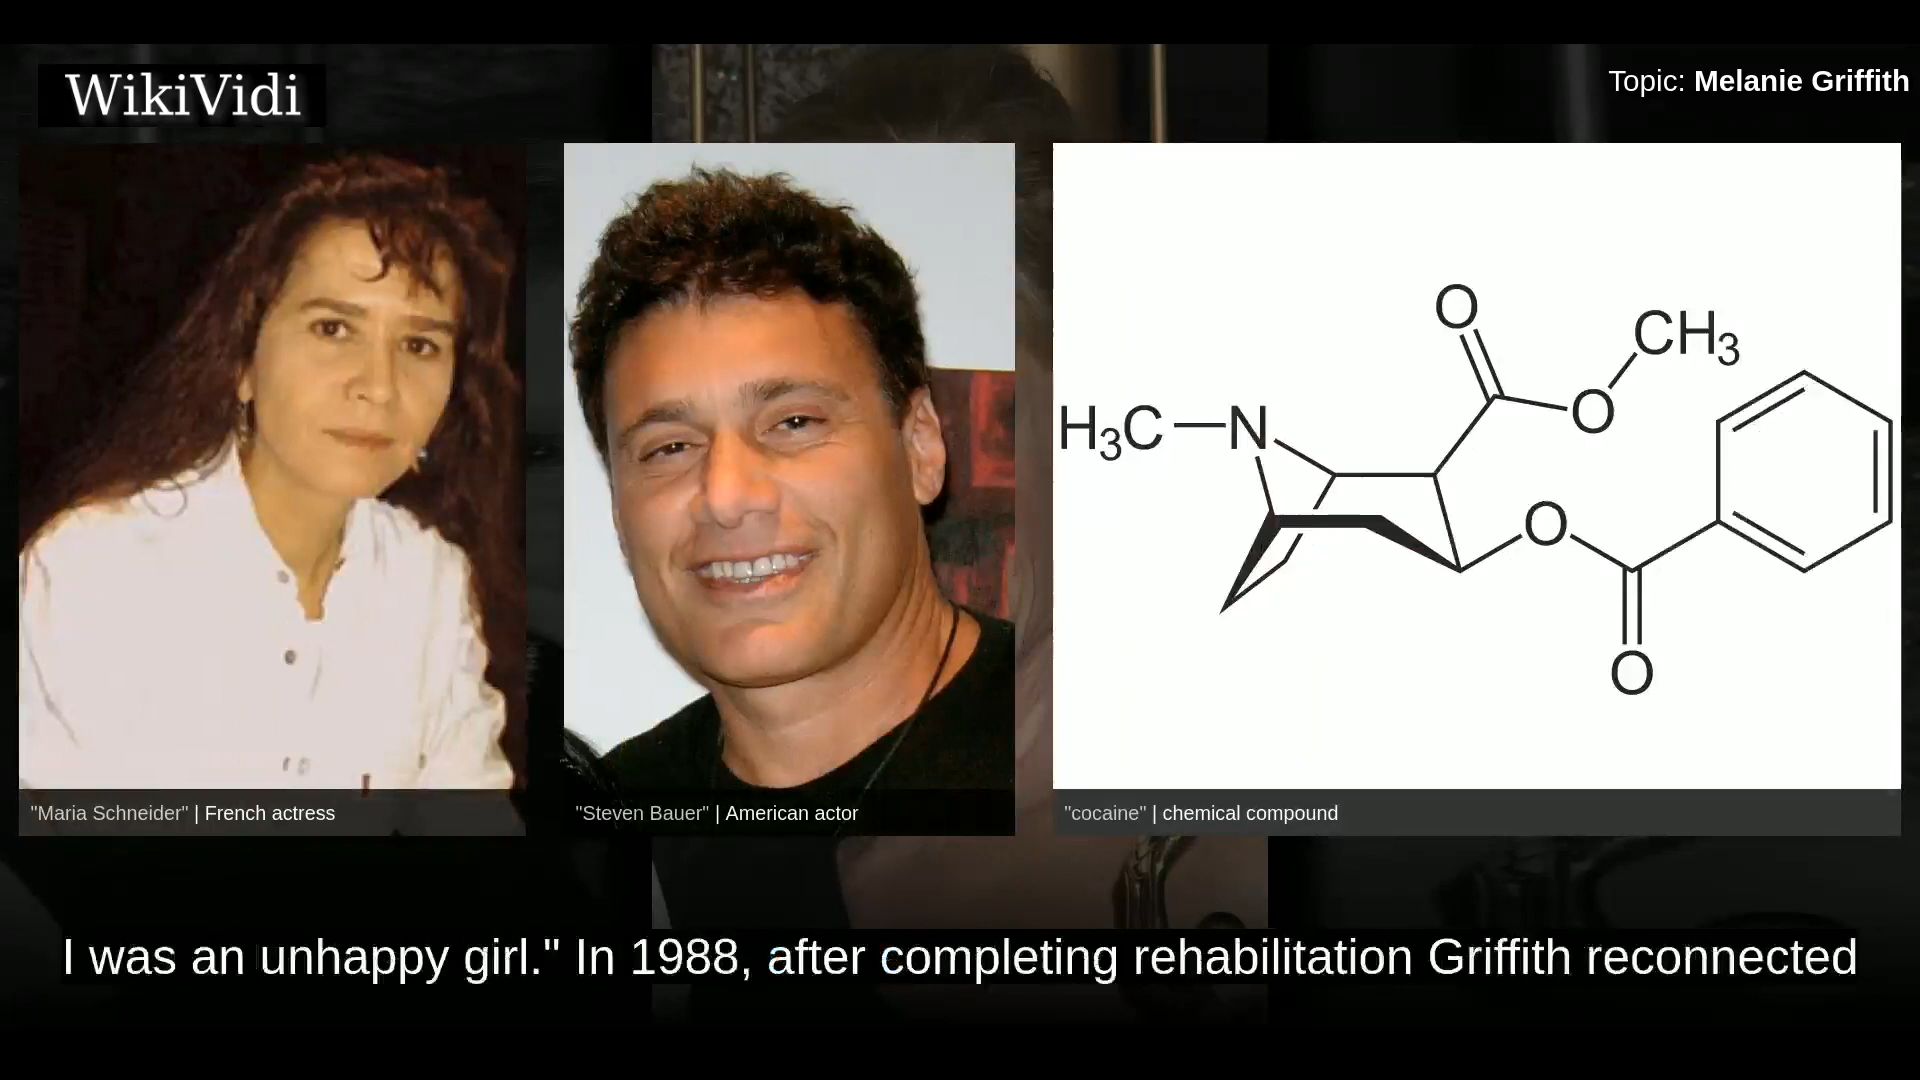 WikiVidi
Topic: Melanie Griffith
O
CH3
H3C
N
O
O
O
"Maria Schneider" | French actress
"Steven Bauer" | American actor
"cocaine" | chemical compound
I was an unhappy girl." In 1988, after completing rehabilitation Griffith reconnected